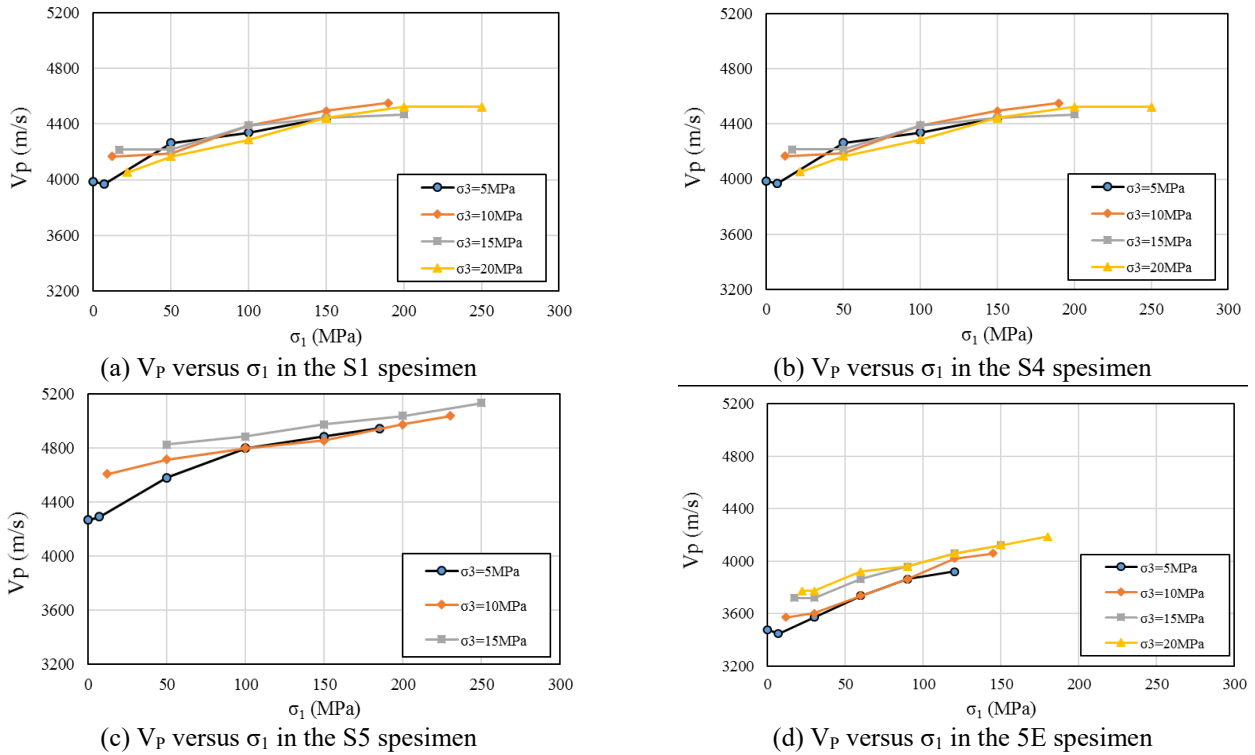 5200
4800
4400
4000
3600
3200
Vp (m/s)
σ3=5MPa
σ3=10MPa
σ3=15MPa
σ3=20MPa
0 50 100 150 200 250 300
σ1 (MPa)
(a) VP versus σ1 in the S1 spesimen
5200
4800
4400
4000
3600
3200
Vp (m/s)
σ3=5MPa
σ3=10MPa
σ3=15MPa
σ3=20MPa
0 50 100 150 200 250 300
σ1 (MPa)
(b) VP versus σ1 in the S4 spesimen
5200
4800
4400
4000
3600
3200
Vp (m/s)
σ3=5MPa
σ3=10MPa
σ3=15MPa
0 50 100 150 200 250 300
σ1 (MPa)
(c) VP versus σ1 in the S5 spesimen
5200
4800
4400
4000
3600
3200
Vp (m/s)
σ3=5MPa
σ3=10MPa
σ3=15MPa
σ3=20MPa
0 50 100 150 200 250 300
σ1 (MPa)
(d) VP versus σ1 in the 5E spesimen